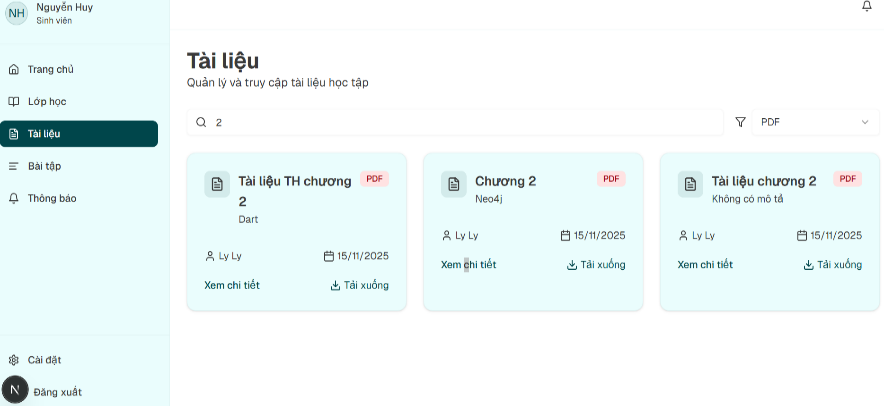 NH
Nguyễn Huy
Sinh viên
Trang chủ
Lớp học
Tài liệu
Bài tập
Thông báo
Cài đặt
N
Đăng xuất
Tài liệu
Quản lý và truy cập tài liệu học tập
2
PDF
Tài liệu TH chương
2
PDF
Dart
Ly Ly
15/11/2025
Xem chi tiết
Tải xuống
Chương 2
PDF
Neo4j
Ly Ly
15/11/2025
Xem chi tiết
Tải xuống
Tài liệu chương 2
PDF
Không có mô tả
Ly Ly
15/11/2025
Xem chi tiết
Tải xuống